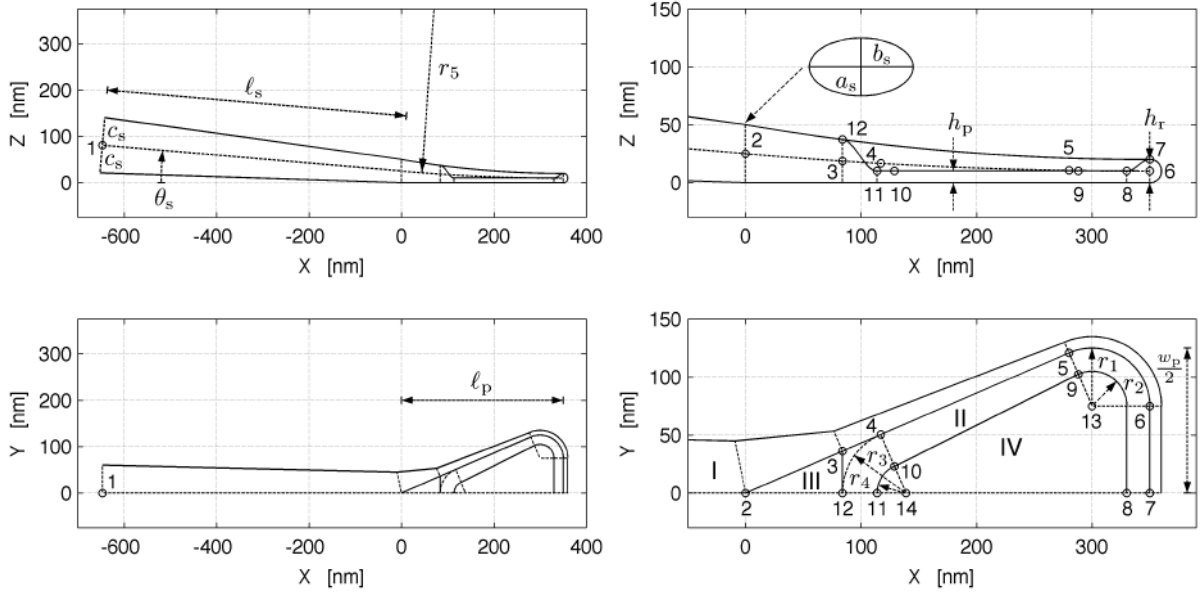 300
200
100
0
Z [nm]
-600
-400
-200
0
200
400
X [nm]
ℓs
r5
cs
1
cs
θs
150
100
50
0
Z [nm]
0
100
200
300
X [nm]
bs
as
hp
hr
2
12
3
4
11
10
5
9
8
7
6
300
200
100
0
Y [nm]
-600
-400
-200
0
200
400
X [nm]
ℓp
1
150
100
50
0
Y [nm]
0
100
200
300
X [nm]
I
II
III
IV
2
3
4
12
11
14
10
r3
r4
5
9
r1
r2
13
6
8
7
wp/2